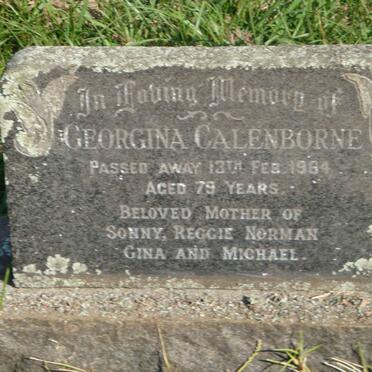 In Loving Memory of
GEORGINA CALENBORNE
PASSED AWAY 13TH FEB. 1964
AGED 79 YEARS.
BELOVED MOTHER OF
SONNY, REGGIE NORMAN
GINA AND MICHAEL.